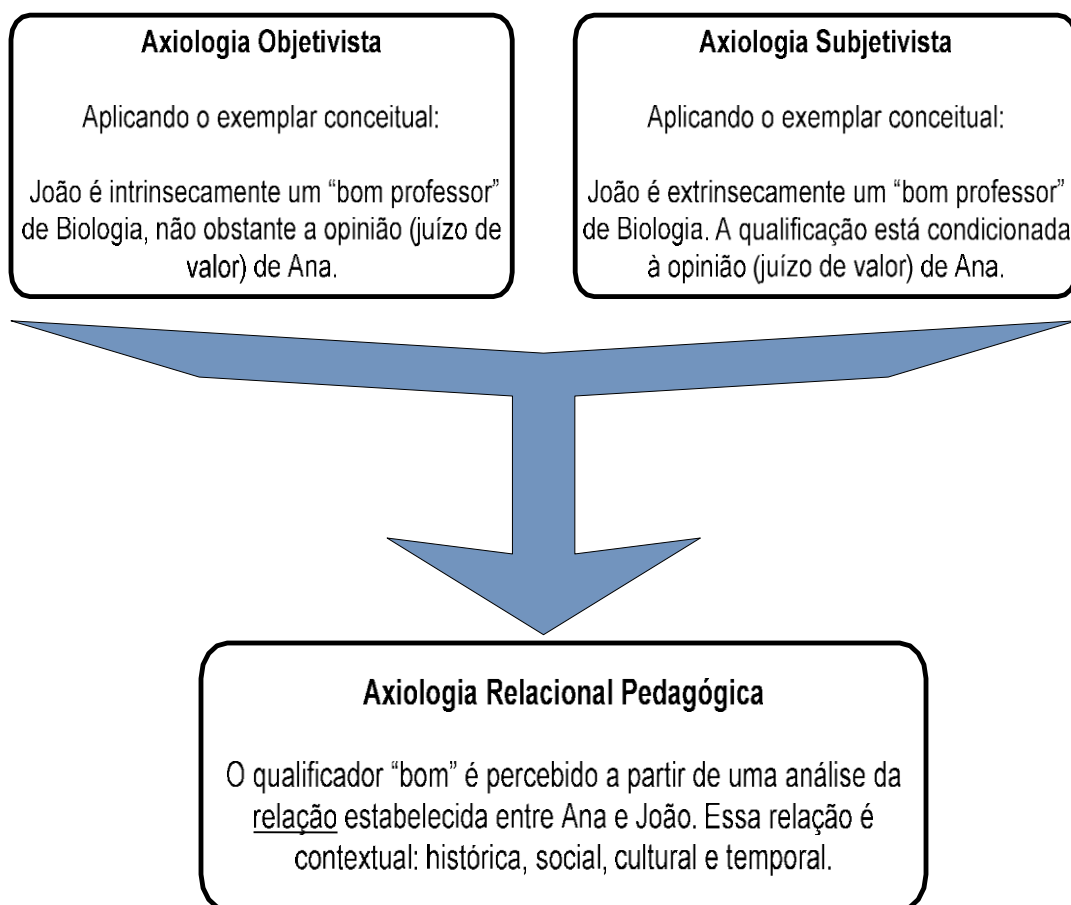 Axiologia Objetivista
Aplicando o exemplar conceitual:
João é intrinsecamente um “bom professor”
de Biologia, não obstante a opinião (juízo de
valor) de Ana.
Axiologia Subjetivista
Aplicando o exemplar conceitual:
João é extrinsecamente um “bom professor”
de Biologia. A qualificação está condicionada
à opinião (juízo de valor) de Ana.
Axiologia Relacional Pedagógica
O qualificador “bom” é percebido a partir de uma análise da
relação estabelecida entre Ana e João. Essa relação é
contextual: histórica, social, cultural e temporal.